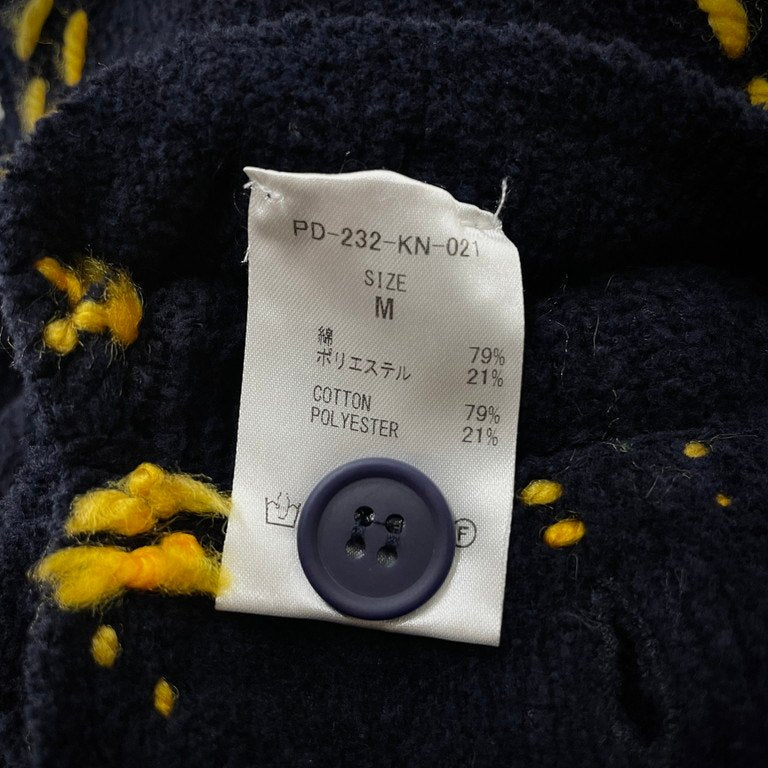 PD-232-KN-021
SIZE
M
綿 79%
ポリエステル 21%
COTTON 79%
POLYESTER 21%
F